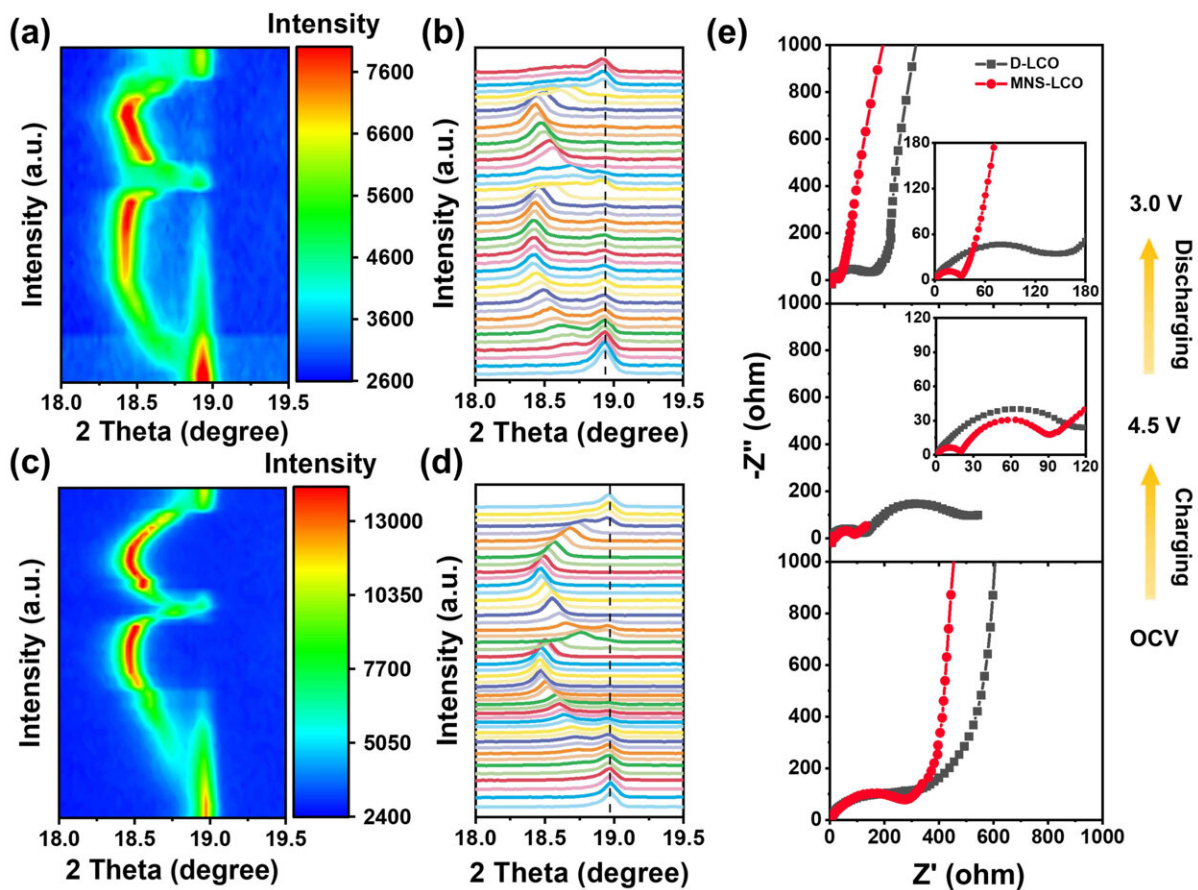 (a)
Intensity
7600
6600
5600
4600
3600
2600
Intensity (a.u.)
18.0 18.5 19.0 19.5
2 Theta (degree)
(b)
Intensity (a.u.)
18.0 18.5 19.0 19.5
2 Theta (degree)
(c)
Intensity
13000
10350
7700
5050
2400
Intensity (a.u.)
18.0 18.5 19.0 19.5
2 Theta (degree)
(d)
Intensity (a.u.)
18.0 18.5 19.0 19.5
2 Theta (degree)
(e)
D-LCO
MNS-LCO
1000
800
600
400
200
0
180
120
60
0
0 60 120 180
1000
800
600
400
200
0
120
90
60
30
0
0 30 60 90 120
1000
800
600
400
200
0
0 200 400 600 800 1000
-Z'' (ohm)
Z' (ohm)
3.0 V
Discharging
4.5 V
Charging
OCV